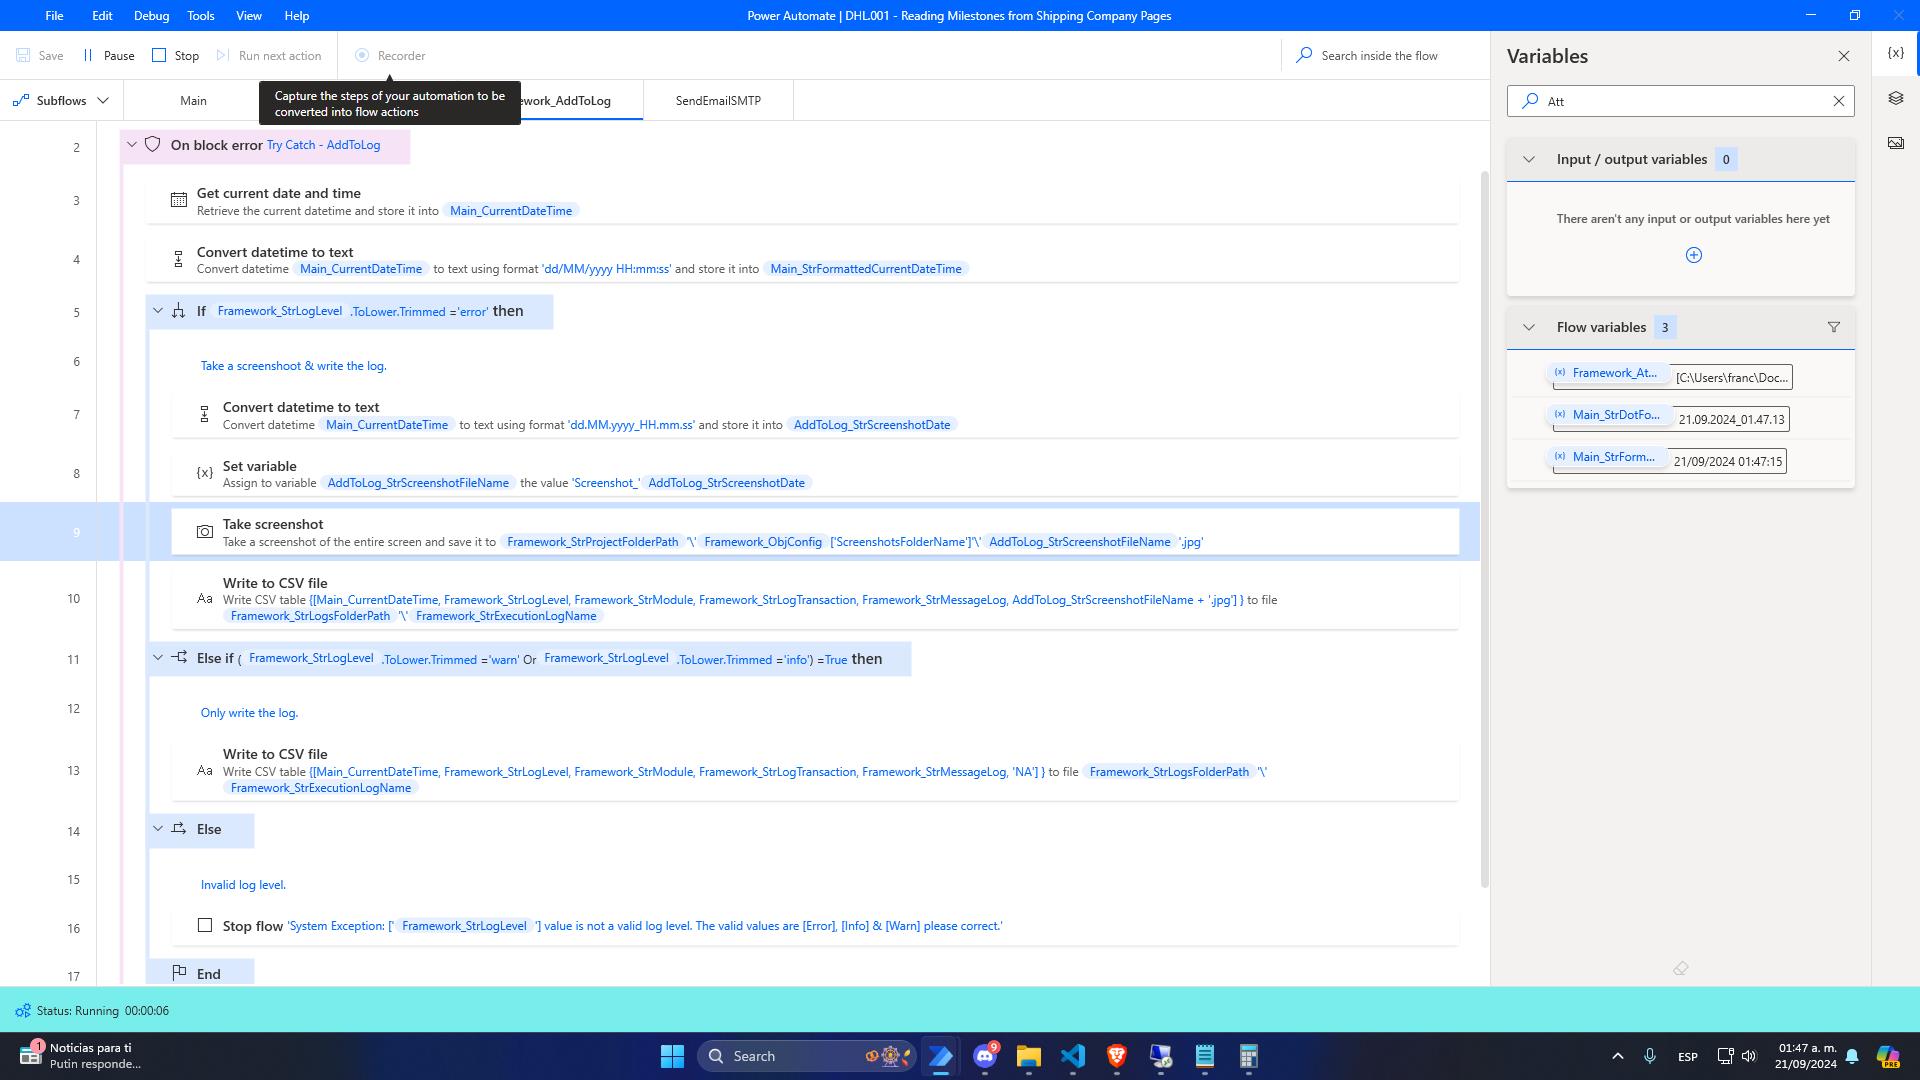 File Edit Debug Tools View Help
Power Automate | DHL.001 - Reading Milestones from Shipping Company Pages
Save Pause Stop Run next action Recorder Search inside the flow
Subflows Main ework_AddToLog SendEmailSMTP
Capture the steps of your automation to be
converted into flow actions
2 On block error Try Catch - AddToLog
3 Get current date and time
Retrieve the current datetime and store it into Main_CurrentDateTime
4 Convert datetime to text
Convert datetime Main_CurrentDateTime to text using format 'dd/MM/yyyy HH:mm:ss' and store it into Main_StrFormattedCurrentDateTime
5 If Framework_StrLogLevel .ToLower.Trimmed ='error' then
6 Take a screenshoot & write the log.
7 Convert datetime to text
Convert datetime Main_CurrentDateTime to text using format 'dd.MM.yyyy_HH.mm.ss' and store it into AddToLog_StrScreenshotDate
8 {x} Set variable
Assign to variable AddToLog_StrScreenshotFileName the value 'Screenshot_' AddToLog_StrScreenshotDate
9 Take screenshot
Take a screenshot of the entire screen and save it to Framework_StrProjectFolderPath '\' Framework_ObjConfig ['ScreenshotsFolderName']'\' AddToLog_StrScreenshotFileName '.jpg'
10 Aa Write to CSV file
Write CSV table {[Main_CurrentDateTime, Framework_StrLogLevel, Framework_StrModule, Framework_StrLogTransaction, Framework_StrMessageLog, AddToLog_StrScreenshotFileName + '.jpg'] } to file
Framework_StrLogsFolderPath '\' Framework_StrExecutionLogName
11 Else if ( Framework_StrLogLevel .ToLower.Trimmed ='warn' Or Framework_StrLogLevel .ToLower.Trimmed ='info') =True then
12 Only write the log.
13 Aa Write to CSV file
Write CSV table {[Main_CurrentDateTime, Framework_StrLogLevel, Framework_StrModule, Framework_StrLogTransaction, Framework_StrMessageLog, 'NA'] } to file Framework_StrLogsFolderPath '\'
Framework_StrExecutionLogName
14 Else
15 Invalid log level.
16 Stop flow 'System Exception: [' Framework_StrLogLevel '] value is not a valid log level. The valid values are [Error], [Info] & [Warn] please correct.'
17 End
Variables
{x}
Att
Input / output variables 0
There aren't any input or output variables here yet
Flow variables 3
(x) Framework_At... [C:\Users\franc\Doc...
(x) Main_StrDotFo... 21.09.2024_01.47.13
(x) Main_StrForm... 21/09/2024 01:47:15
Status: Running 00:00:06
1 Noticias para ti
Putin responde...
Search
9
ESP
01:47 a. m.
21/09/2024
PRE